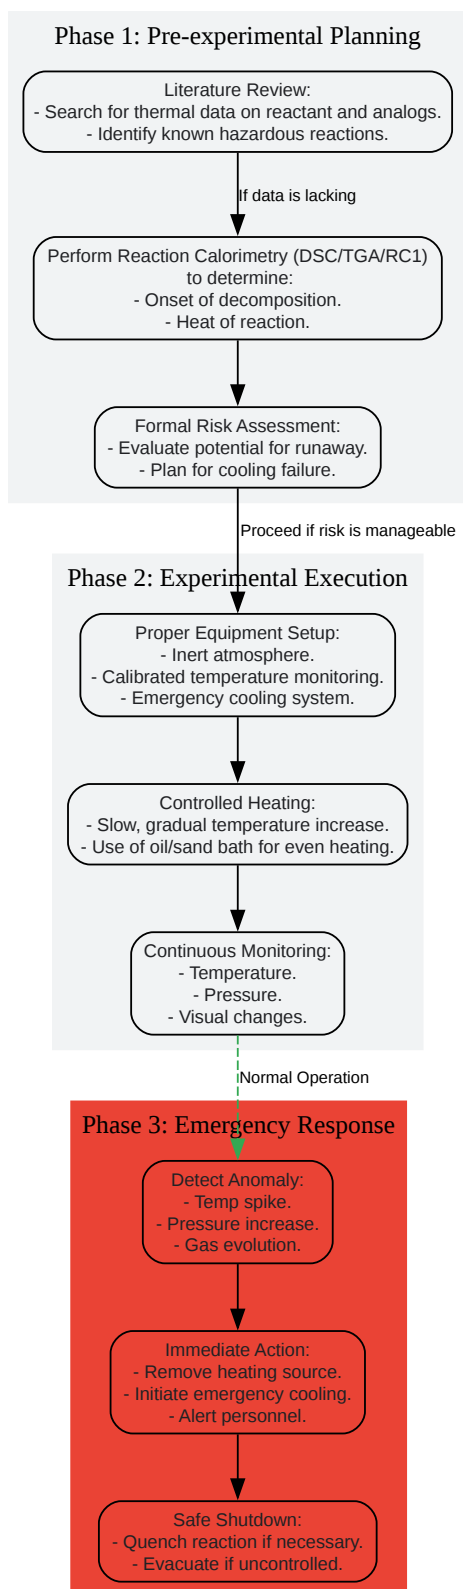 Phase 1: Pre-experimental Planning
Literature Review:
- Search for thermal data on reactant and analogs.
- Identify known hazardous reactions.
If data is lacking
Perform Reaction Calorimetry (DSC/TGA/RC1)
to determine:
- Onset of decomposition.
- Heat of reaction.
Formal Risk Assessment:
- Evaluate potential for runaway.
- Plan for cooling failure.
Proceed if risk is manageable
Phase 2: Experimental Execution
Proper Equipment Setup:
- Inert atmosphere.
- Calibrated temperature monitoring.
- Emergency cooling system.
Controlled Heating:
- Slow, gradual temperature increase.
- Use of oil/sand bath for even heating.
Continuous Monitoring:
- Temperature.
- Pressure.
- Visual changes.
Normal Operation
Phase 3: Emergency Response
Detect Anomaly:
- Temp spike.
- Pressure increase.
- Gas evolution.
Immediate Action:
- Remove heating source.
- Initiate emergency cooling.
- Alert personnel.
Safe Shutdown:
- Quench reaction if necessary.
- Evacuate if uncontrolled.